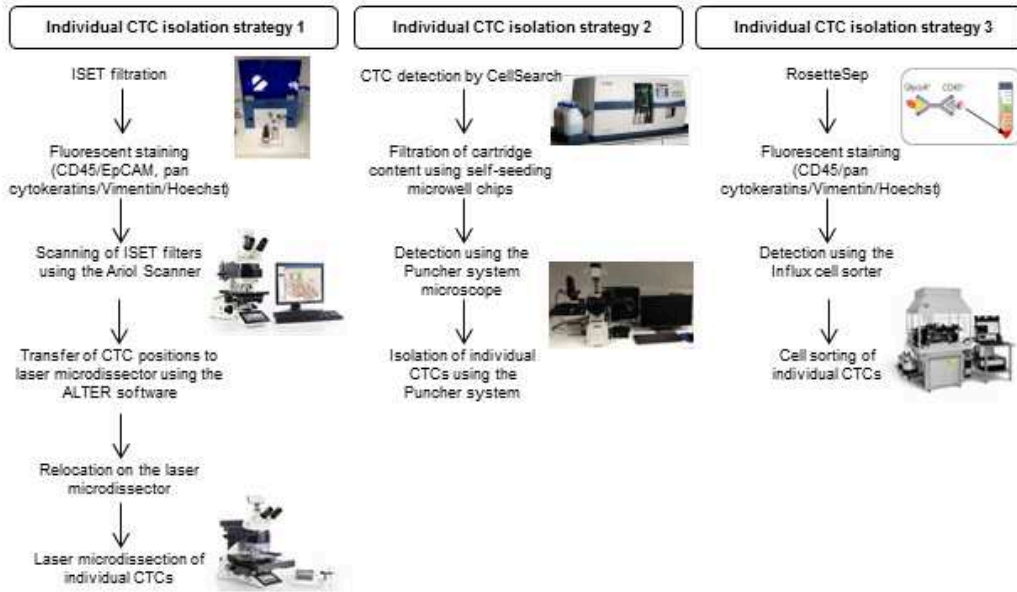 Individual CTC isolation strategy 1
ISET filtration
Fluorescent staining
(CD45/EpCAM, pan
cytokeratins/Vimentin/Hoechst)
Scanning of ISET filters
using the Ariol Scanner
Transfer of CTC positions to
laser microdissector using the
ALTER software
Relocation on the laser
microdissector
Laser microdissection of
individual CTCs
Individual CTC isolation strategy 2
CTC detection by CellSearch
Filtration of cartridge
content using self-seeding
microwell chips
Detection using the
Puncher system
microscope
Isolation of individual
CTCs using the
Puncher system
Individual CTC isolation strategy 3
RosetteSep
GlycoA+ CD45+
Fluorescent staining
(CD45/pan
cytokeratins/Vimentin/Hoechst)
Detection using the
Influx cell sorter
Cell sorting of
individual CTCs